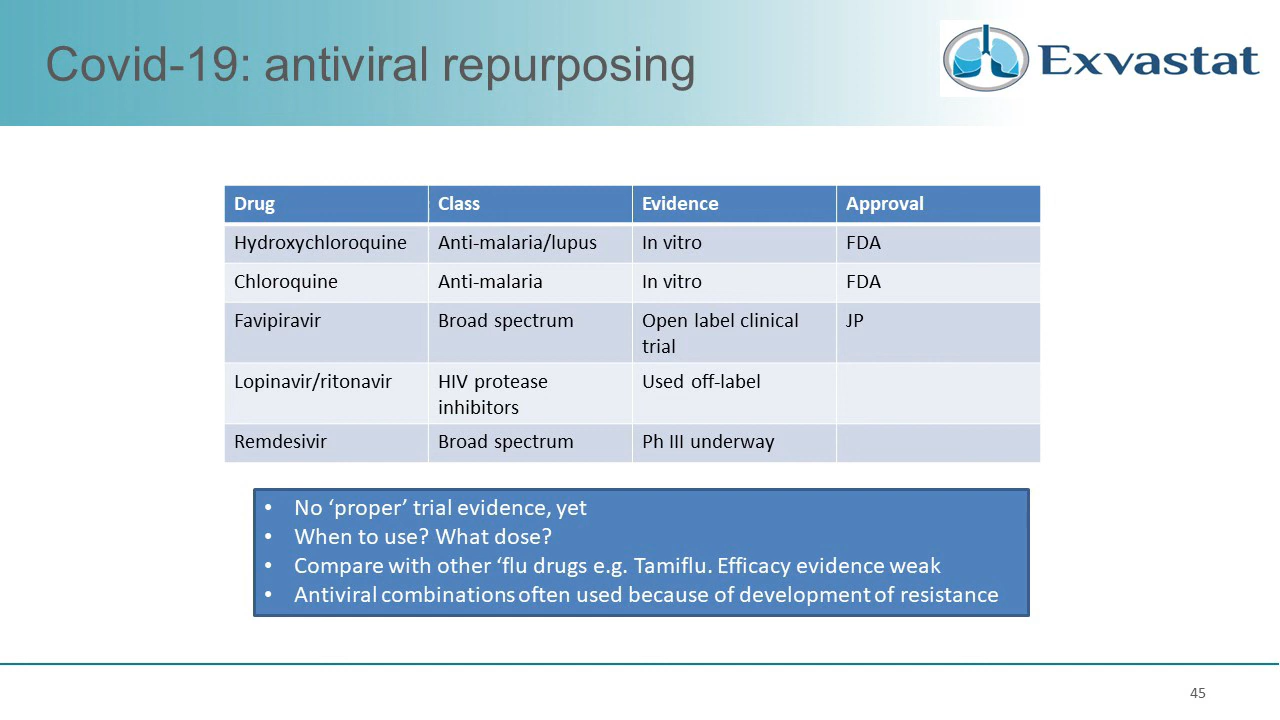 Covid-19: antiviral repurposing
Exvastat
Drug Class Evidence Approval
Hydroxychloroquine Anti-malaria/lupus In vitro FDA
Chloroquine Anti-malaria In vitro FDA
Favipiravir Broad spectrum Open label clinical trial JP
Lopinavir/ritonavir HIV protease inhibitors Used off-label
Remdesivir Broad spectrum Ph III underway
• No ‘proper’ trial evidence, yet
• When to use? What dose?
• Compare with other ‘flu drugs e.g. Tamiflu. Efficacy evidence weak
• Antiviral combinations often used because of development of resistance
45